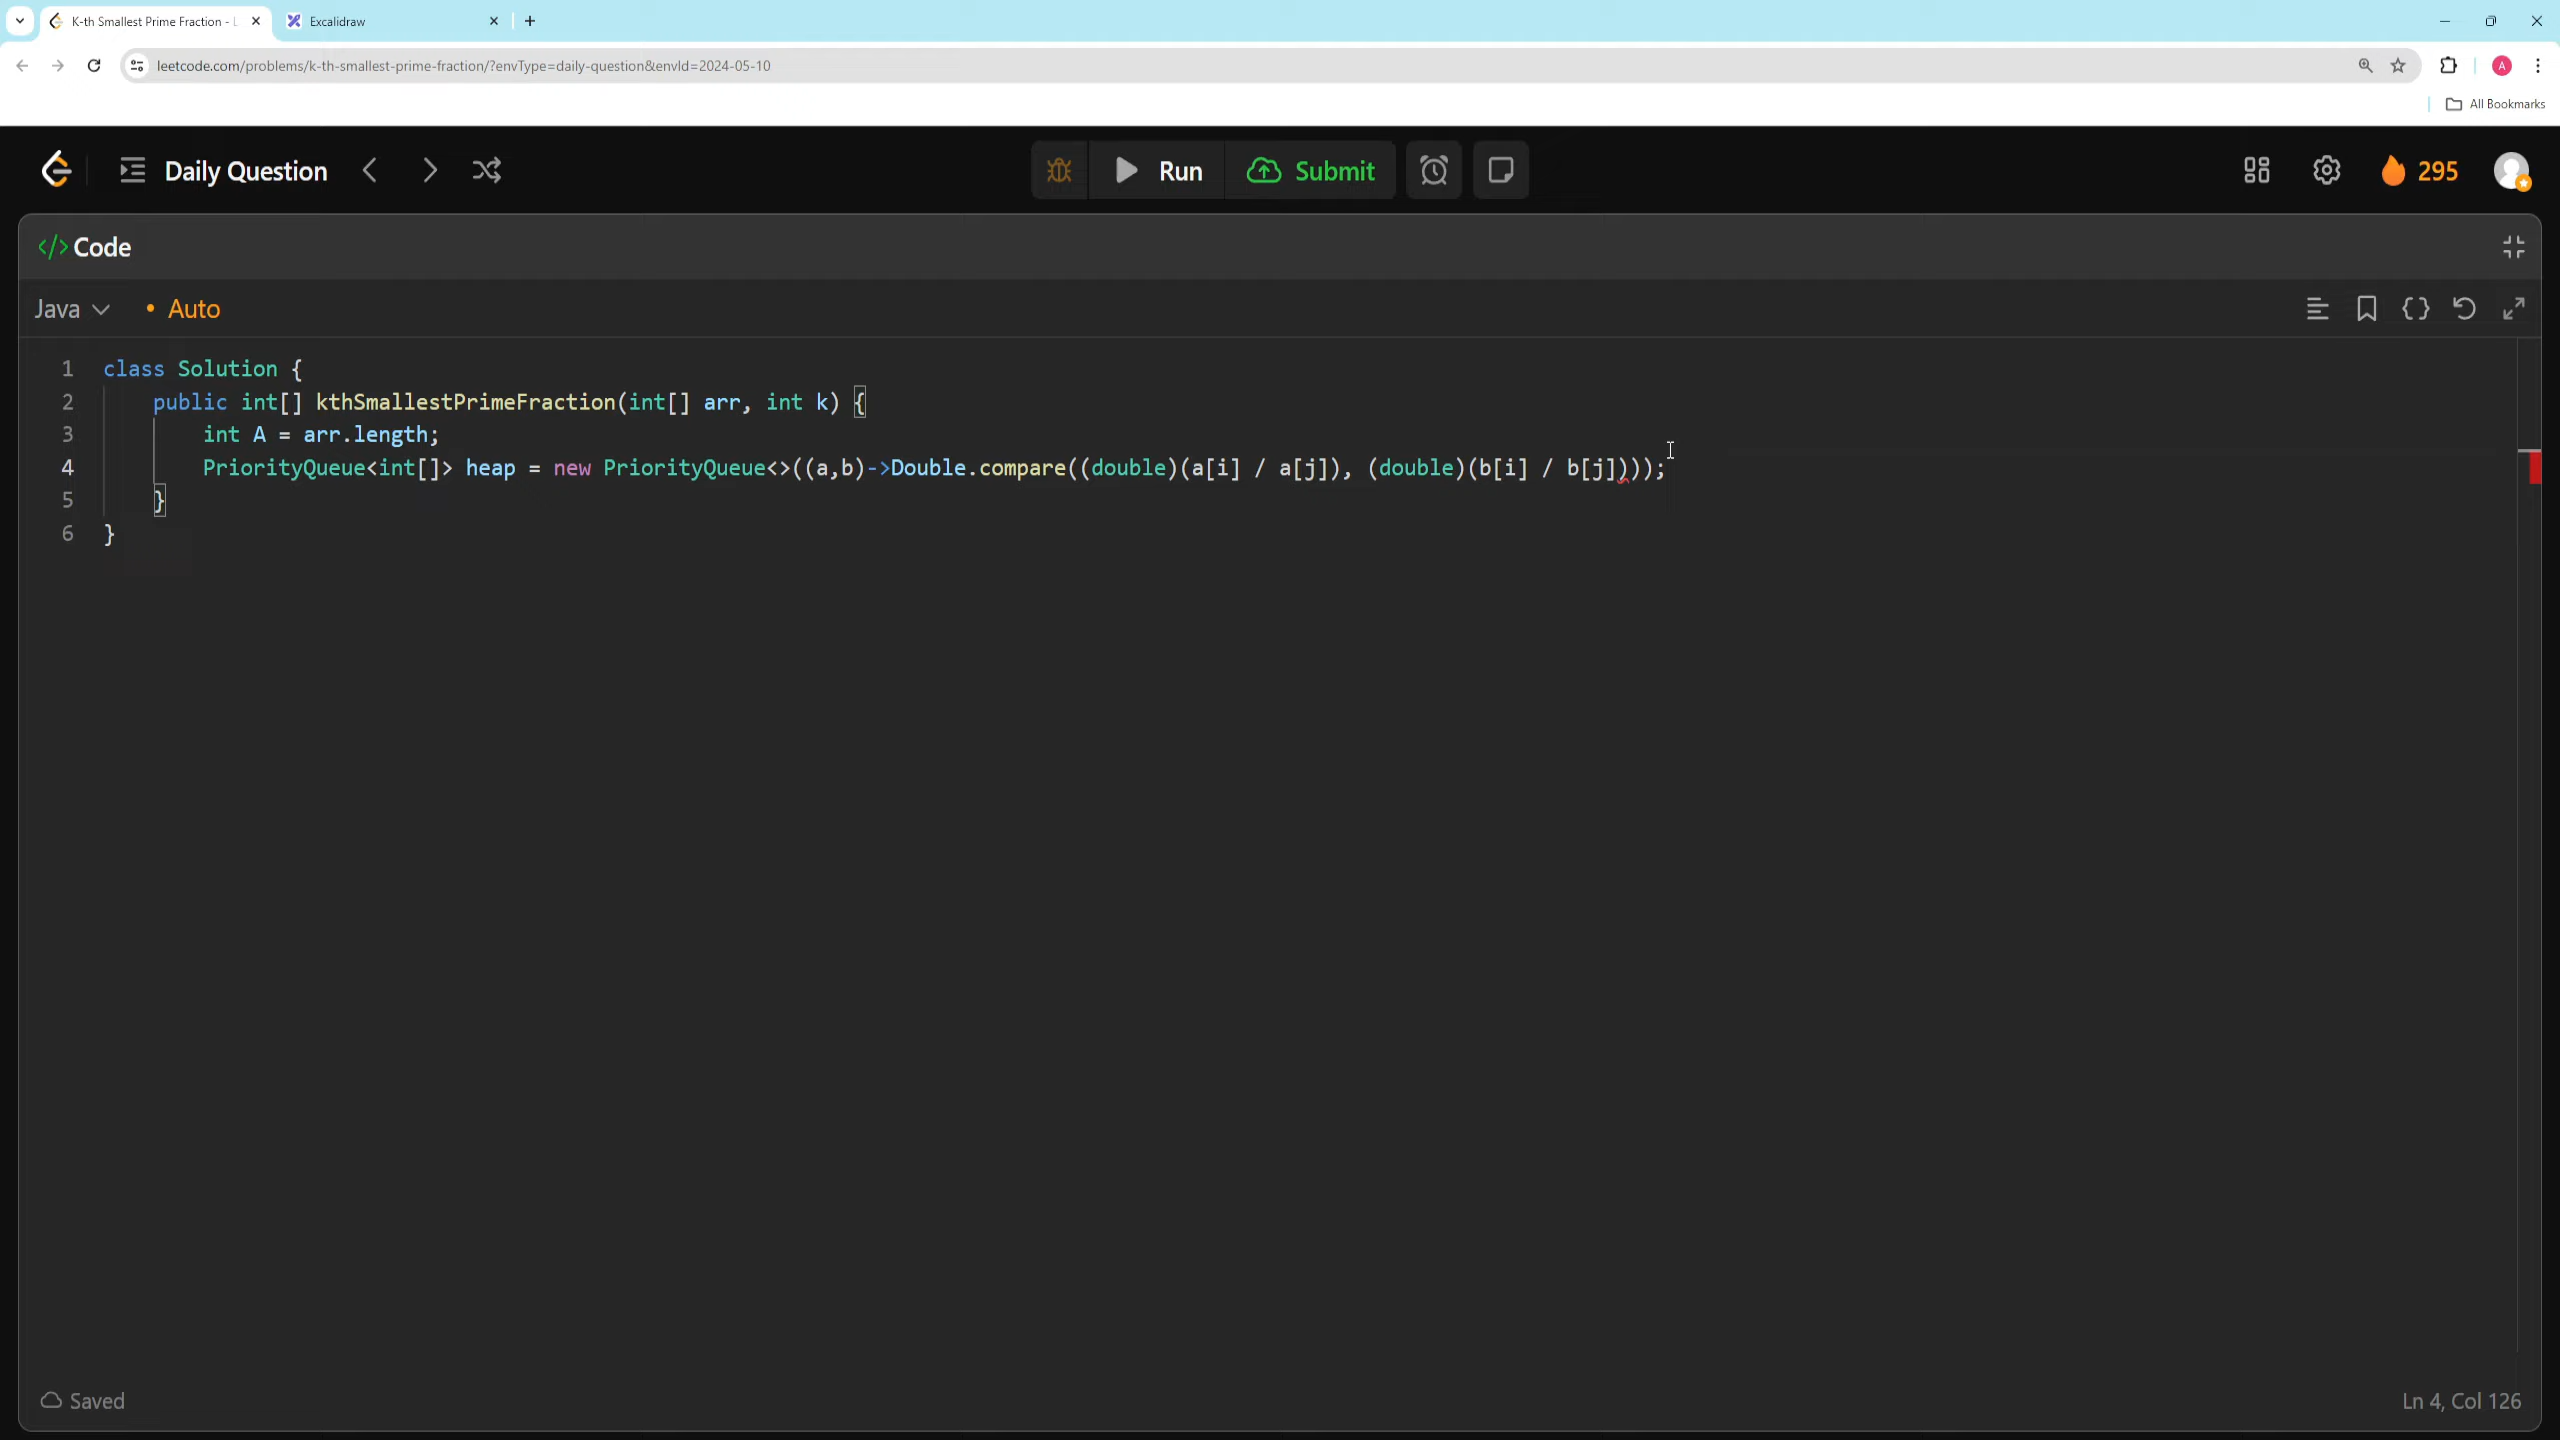 K-th Smallest Prime Fraction - L
Excalidraw
leetcode.com/problems/k-th-smallest-prime-fraction/?envType=daily-question&envId=2024-05-10
A
All Bookmarks
Daily Question
Run
Submit
295
</> Code
Java
• Auto
1 class Solution {
2 public int[] kthSmallestPrimeFraction(int[] arr, int k) {
3 int A = arr.length;
4 PriorityQueue<int[]> heap = new PriorityQueue<>((a,b)->Double.compare((double)(a[i] / a[j]), (double)(b[i] / b[j])));
5 }
6 }
Saved
Ln 4, Col 126